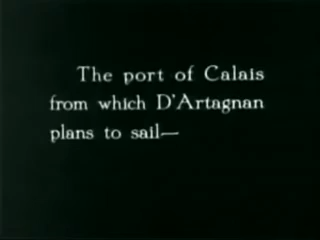 The port of Calais
from which D'Artagnan
plans to sail—